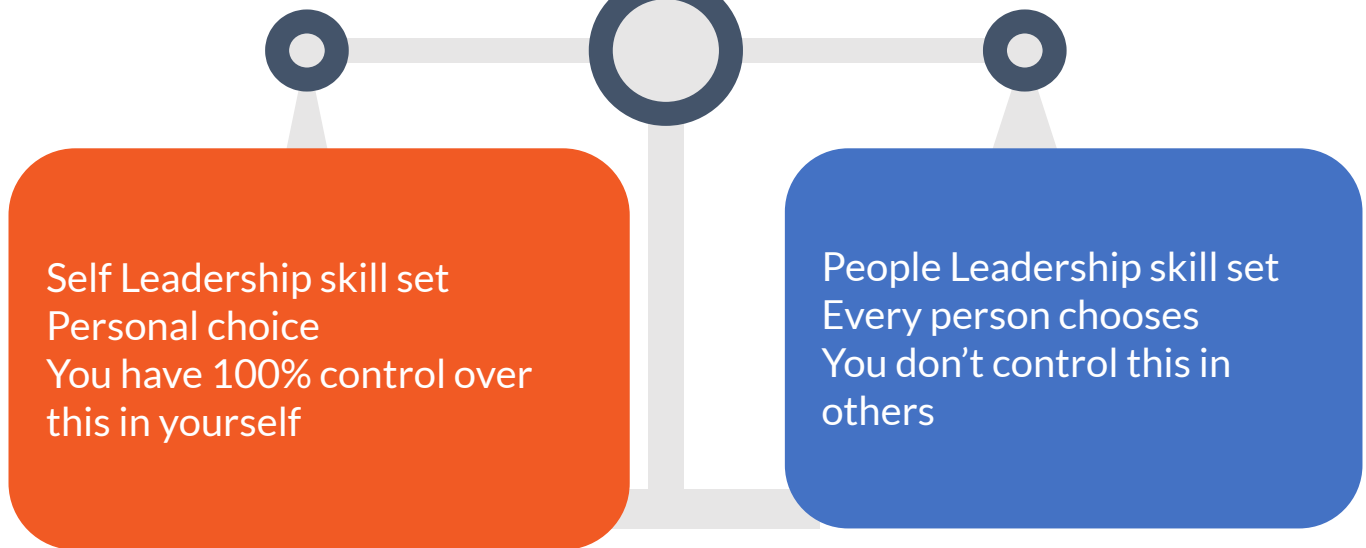 Self Leadership skill set
Personal choice
You have 100% control over
this in yourself
People Leadership skill set
Every person chooses
You don’t control this in
others